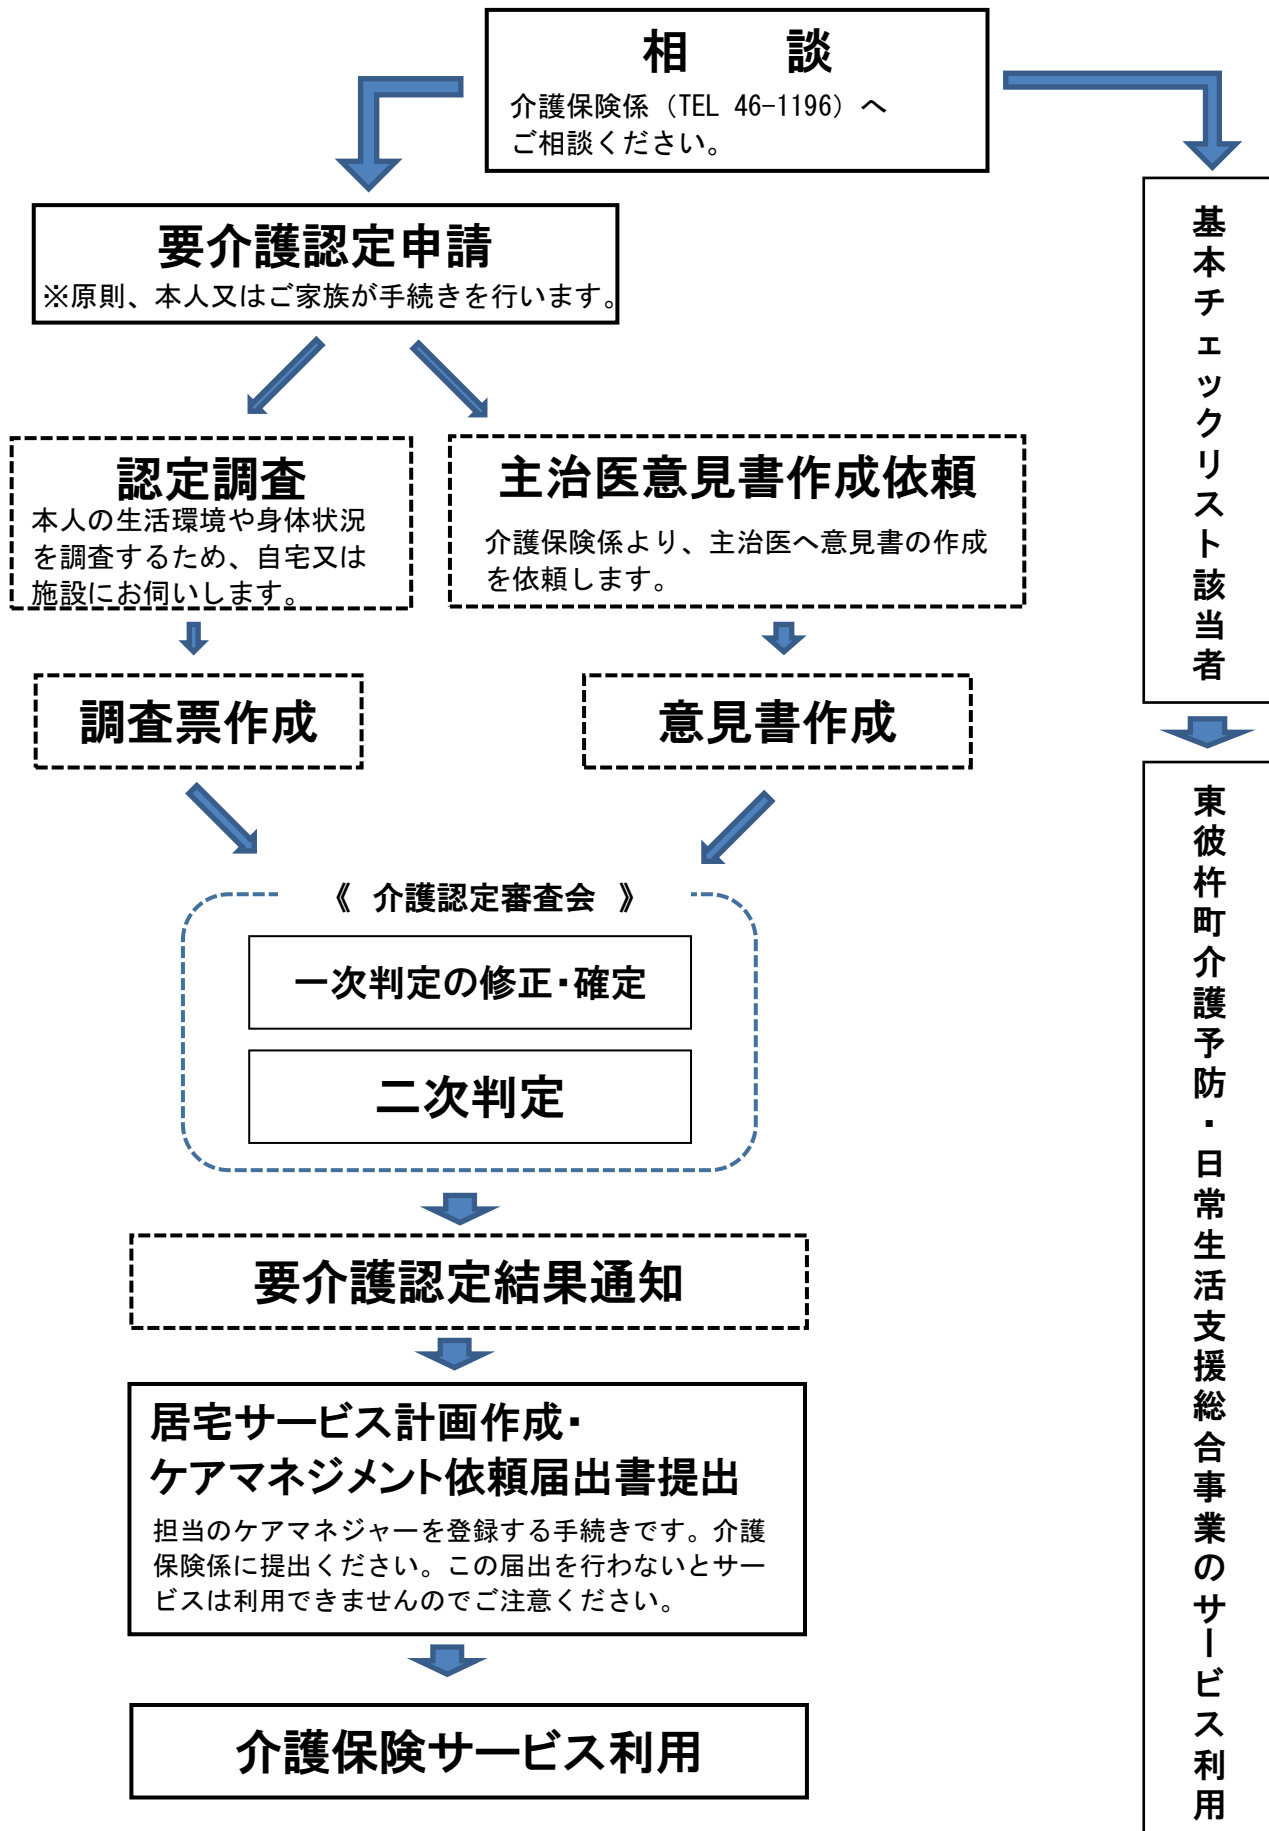 相　　談
介護保険係（TEL 46-1196）へ
ご相談ください。
要介護認定申請
※原則、本人又はご家族が手続きを行います。
認定調査
本人の生活環境や身体状況
を調査するため、自宅又は
施設にお伺いします。
主治医意見書作成依頼
介護保険係より、主治医へ意見書の作成
を依頼します。
調査票作成
意見書作成
《 介護認定審査会 》
一次判定の修正・確定
二次判定
要介護認定結果通知
居宅サービス計画作成・
ケアマネジメント依頼届出書提出
担当のケアマネジャーを登録する手続きです。介護
保険係に提出ください。この届出を行わないとサー
ビスは利用できませんのでご注意ください。
介護保険サービス利用
基本チェックリスト該当者
東彼杵町介護予防・日常生活支援総合事業のサービス利用